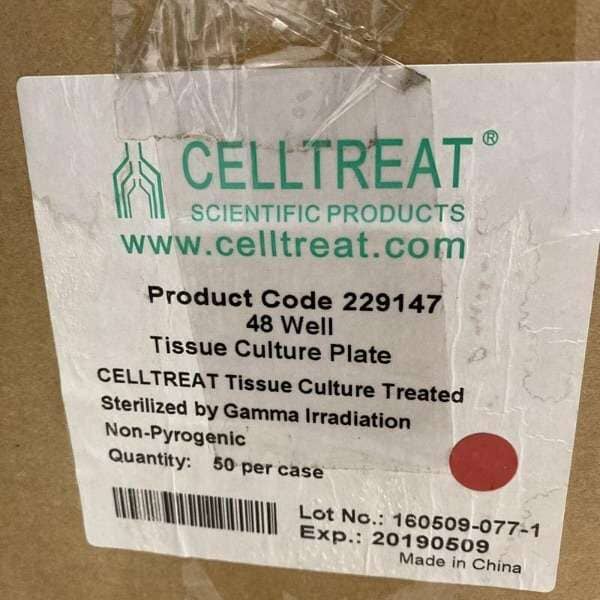 CELLTREAT®
SCIENTIFIC PRODUCTS
www.celltreat.com
Product Code 229147
48 Well
Tissue Culture Plate
CELLTREAT Tissue Culture Treated
Sterilized by Gamma Irradiation
Non-Pyrogenic
Quantity: 50 per case
Lot No.: 160509-077-1
Exp.: 20190509
Made in China